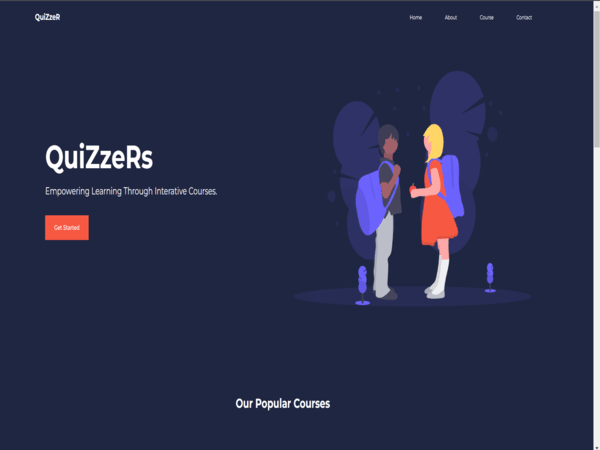 QuiZzeR
Home About Course Contact
QuiZzeRs
Empowering Learning Through Interative Courses.
Get Started
Our Popular Courses